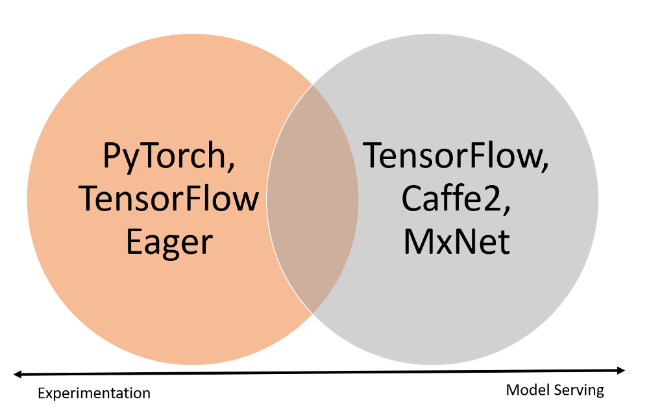 PyTorch,
TensorFlow
Eager
TensorFlow,
Caffe2,
MxNet
Experimentation
Model Serving